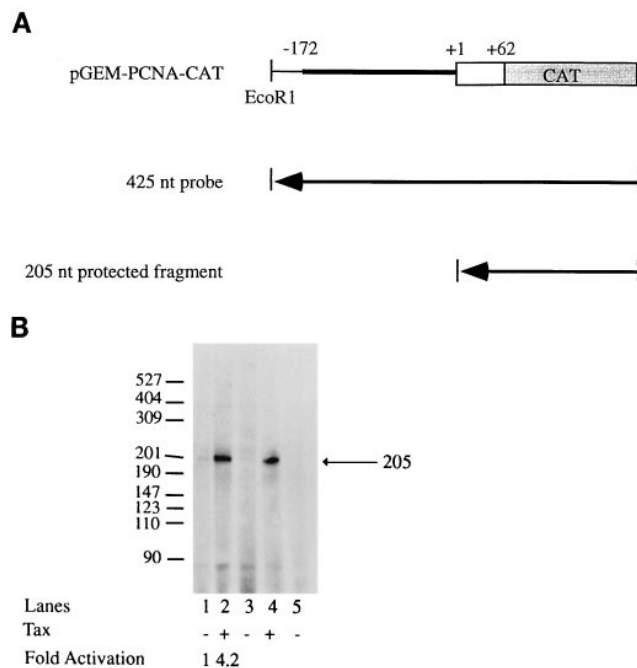 A
-172 +1 +62
pGEM-PCNA-CAT CAT
EcoR1
425 nt probe
205 nt protected fragment
B
527
404
309
201
190
147
123
110
90
205
Lanes 1 2 3 4 5
Tax - + - + -
Fold Activation 1 4.2